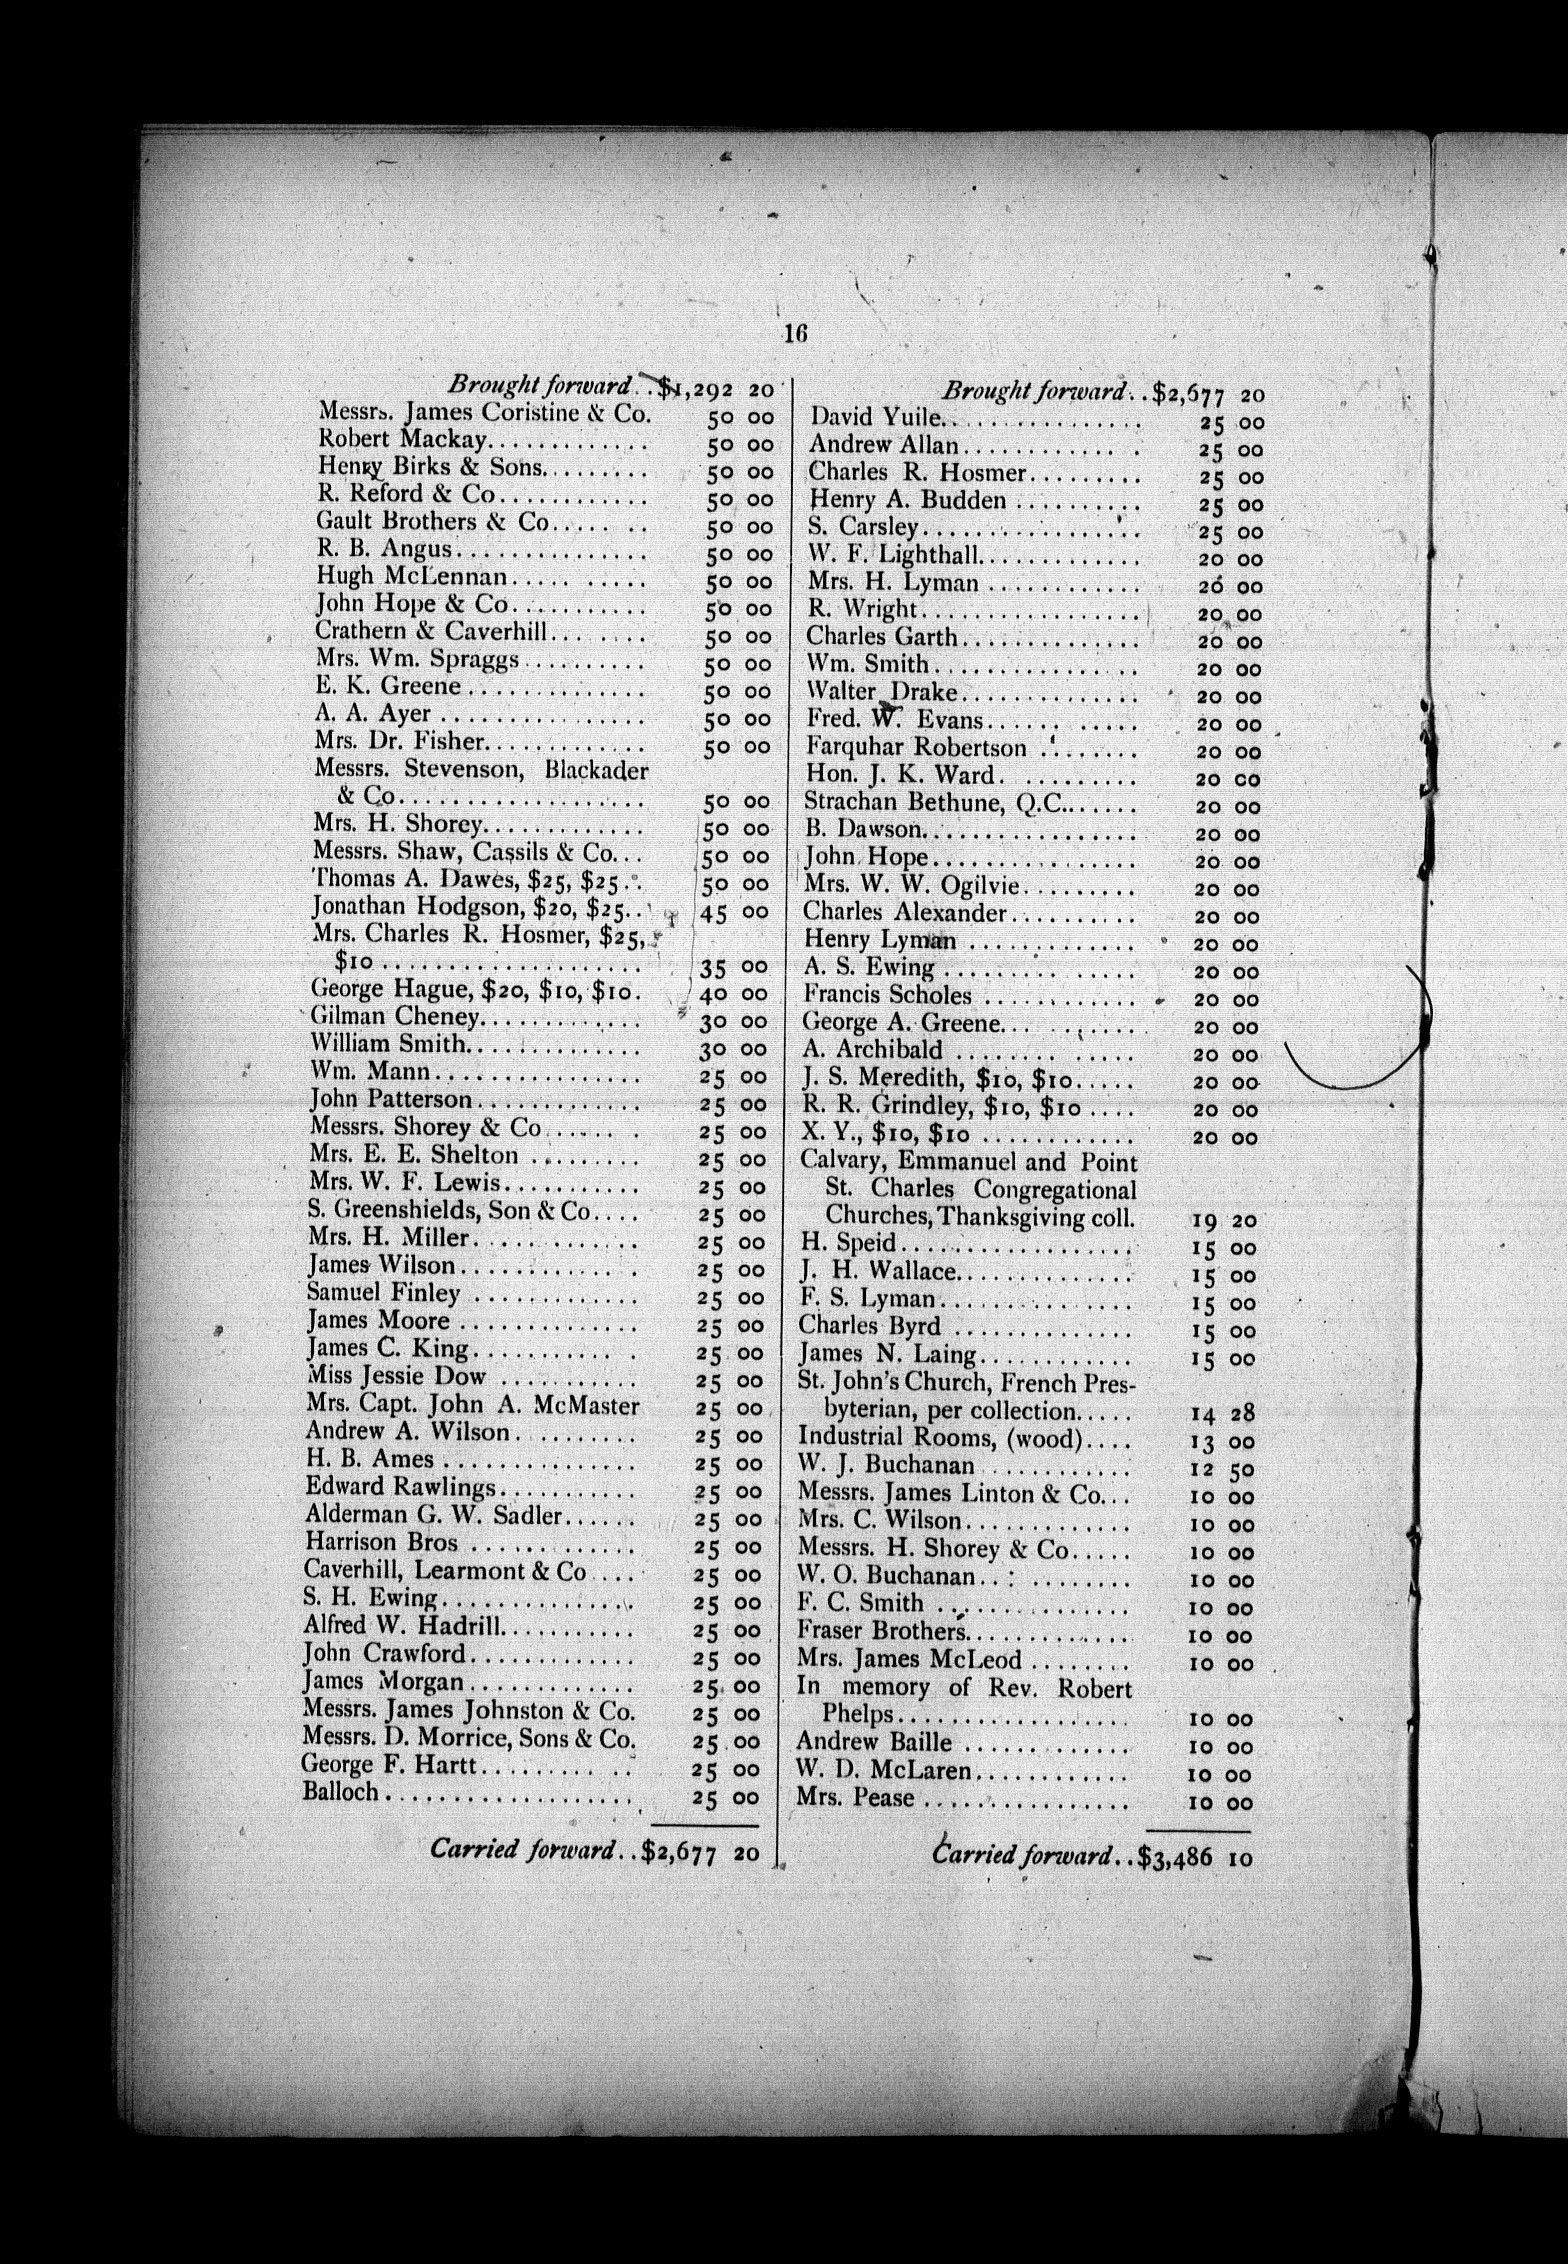 16
Brought forward..$1,292 20
Messrs. James Coristine & Co. 50 00
Robert Mackay............. 50 00
Henry Birks & Sons......... 50 00
R. Reford & Co............ 50 00
Gault Brothers & Co....... 50 00
R. B. Angus............... 50 00
Hugh McLennan.......... 50 00
John Hope & Co........... 50 00
Crathern & Caverhill........ 50 00
Mrs. Wm. Spraggs.......... 50 00
E. K. Greene.............. 50 00
A. A. Ayer................ 50 00
Mrs. Dr. Fisher............. 50 00
Messrs. Stevenson, Blackader
& Co................... 50 00
Mrs. H. Shorey............. 50 00
Messrs. Shaw, Cassils & Co... 50 00
Thomas A. Dawes, $25, $25.. 50 00
Jonathan Hodgson, $20, $25.. 45 00
Mrs. Charles R. Hosmer, $25,
$10.................... 35 00
George Hague, $20, $10, $10. 40 00
Gilman Cheney............. 30 00
William Smith.............. 30 00
Wm. Mann................ 25 00
John Patterson............. 25 00
Messrs. Shorey & Co....... 25 00
Mrs. E. E. Shelton ......... 25 00
Mrs. W. F. Lewis........... 25 00
S. Greenshields, Son & Co.... 25 00
Mrs. H. Miller............. 25 00
James Wilson.............. 25 00
Samuel Finley ............. 25 00
James Moore .............. 25 00
James C. King............. 25 00
Miss Jessie Dow ........... 25 00
Mrs. Capt. John A. McMaster 25 00
Andrew A. Wilson.......... 25 00
H. B. Ames ............... 25 00
Edward Rawlings........... 25 00
Alderman G. W. Sadler...... 25 00
Harrison Bros ............. 25 00
Caverhill, Learmont & Co.... 25 00
S. H. Ewing............... 25 00
Alfred W. Hadrill........... 25 00
John Crawford............. 25 00
James Morgan............. 25 00
Messrs. James Johnston & Co. 25 00
Messrs. D. Morrice, Sons & Co. 25 00
George F. Hartt............ 25 00
Balloch................... 25 00
Carried forward..$2,677 20
Brought forward..$2,677 20
David Yuile................ 25 00
Andrew Allan............. 25 00
Charles R. Hosmer......... 25 00
Henry A. Budden .......... 25 00
S. Carsley................. 25 00
W. F. Lighthall............. 20 00
Mrs. H. Lyman ............ 20 00
R. Wright................. 20 00
Charles Garth.............. 20 00
Wm. Smith................ 20 00
Walter Drake.............. 20 00
Fred. W. Evans........... 20 00
Farquhar Robertson ........ 20 00
Hon. J. K. Ward.......... 20 00
Strachan Bethune, Q.C....... 20 00
B. Dawson................. 20 00
John Hope................ 20 00
Mrs. W. W. Ogilvie......... 20 00
Charles Alexander.......... 20 00
Henry Lyman ............. 20 00
A. S. Ewing ............... 20 00
Francis Scholes ............ 20 00
George A. Greene.......... 20 00
A. Archibald ............. 20 00
J. S. Meredith, $10, $10..... 20 00
R. R. Grindley, $10, $10 .... 20 00
X. Y., $10, $10 ............ 20 00
Calvary, Emmanuel and Point
St. Charles Congregational
Churches, Thanksgiving coll. 19 20
H. Speid.................. 15 00
J. H. Wallace.............. 15 00
F. S. Lyman............... 15 00
Charles Byrd .............. 15 00
James N. Laing............ 15 00
St. John's Church, French Pres-
byterian, per collection..... 14 28
Industrial Rooms, (wood).... 13 00
W. J. Buchanan ........... 12 50
Messrs. James Linton & Co... 10 00
Mrs. C. Wilson............. 10 00
Messrs. H. Shorey & Co..... 10 00
W. O. Buchanan........... 10 00
F. C. Smith ............... 10 00
Fraser Brothers............. 10 00
Mrs. James McLeod ........ 10 00
In memory of Rev. Robert
Phelps.................. 10 00
Andrew Baille ............. 10 00
W. D. McLaren............ 10 00
Mrs. Pease ................ 10 00
Carried forward..$3,486 10